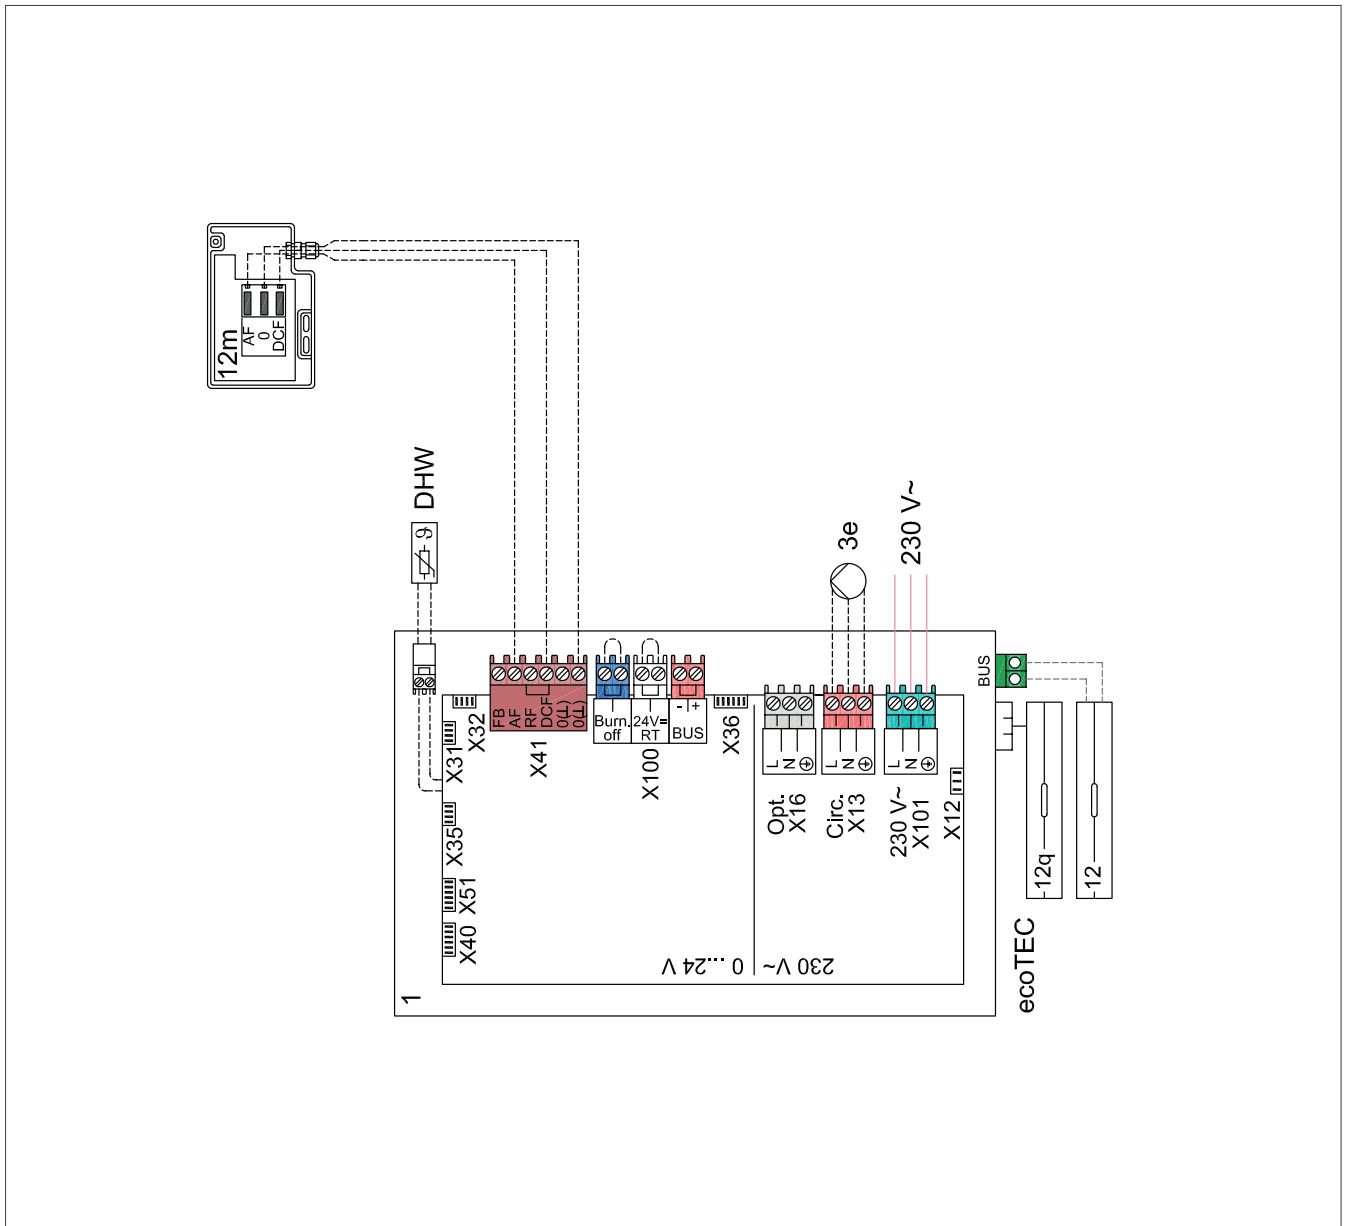 12m
AF
0
DCF
DHW
ϑ
3e
230 V~
1
X32
X31
X35
X51
X40
FB
AF
RF
DCF
0(⊥)
0(⊥)
X41
Burn.
off
24V=
RT
X100
- +
BUS
X36
L
N
Opt.
X16
L
N
Circ.
X13
L
N
230 V~
X101
X12
BUS
0...24 V
230 V~
12q
12
ecoTEC